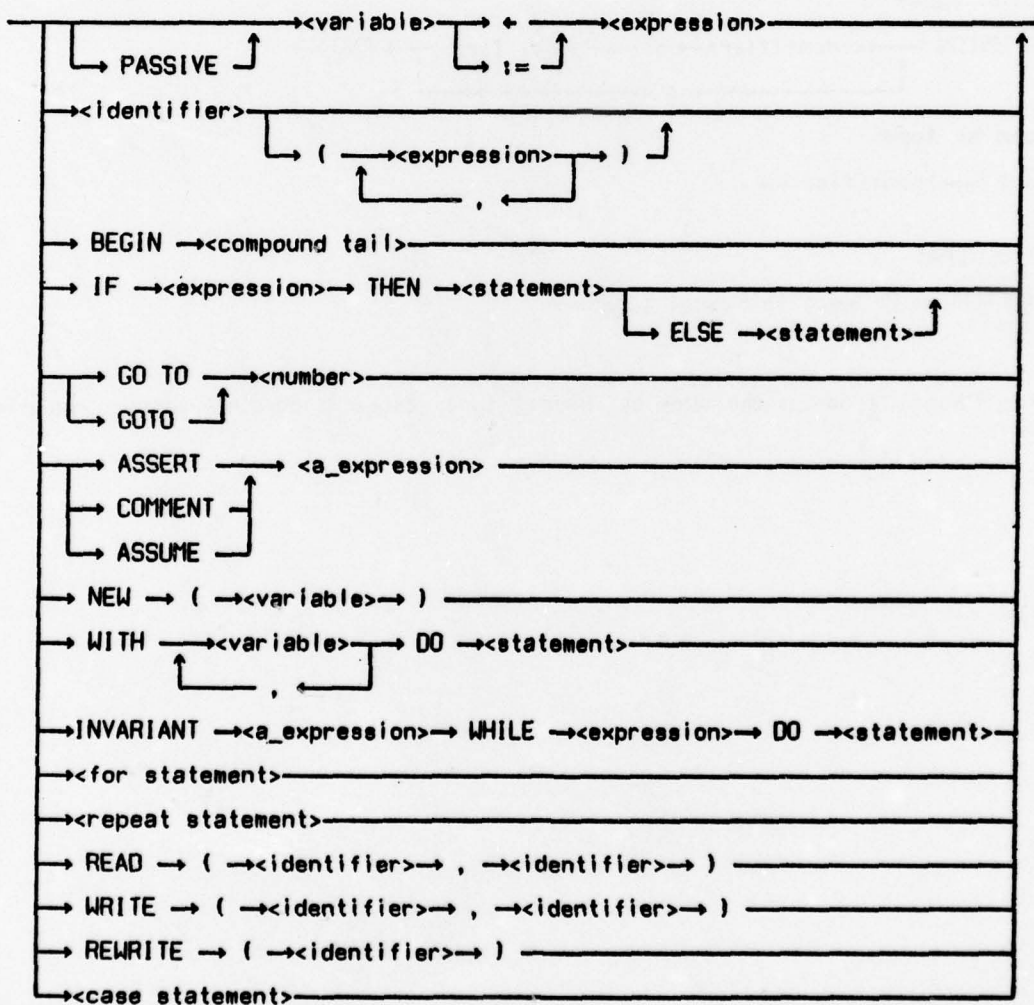 <variable> ← <expression>
PASSIVE :=
<identifier>
( <expression> )
,
BEGIN <compound tail>
IF <expression> THEN <statement>
ELSE <statement>
GO TO <number>
GOTO
ASSERT <a_expression>
COMMENT
ASSUME
NEW ( <variable> )
WITH <variable> DO <statement>
,
INVARIANT <a_expression> WHILE <expression> DO <statement>
<for statement>
<repeat statement>
READ ( <identifier> , <identifier> )
WRITE ( <identifier> , <identifier> )
REWRITE ( <identifier> )
<case statement>